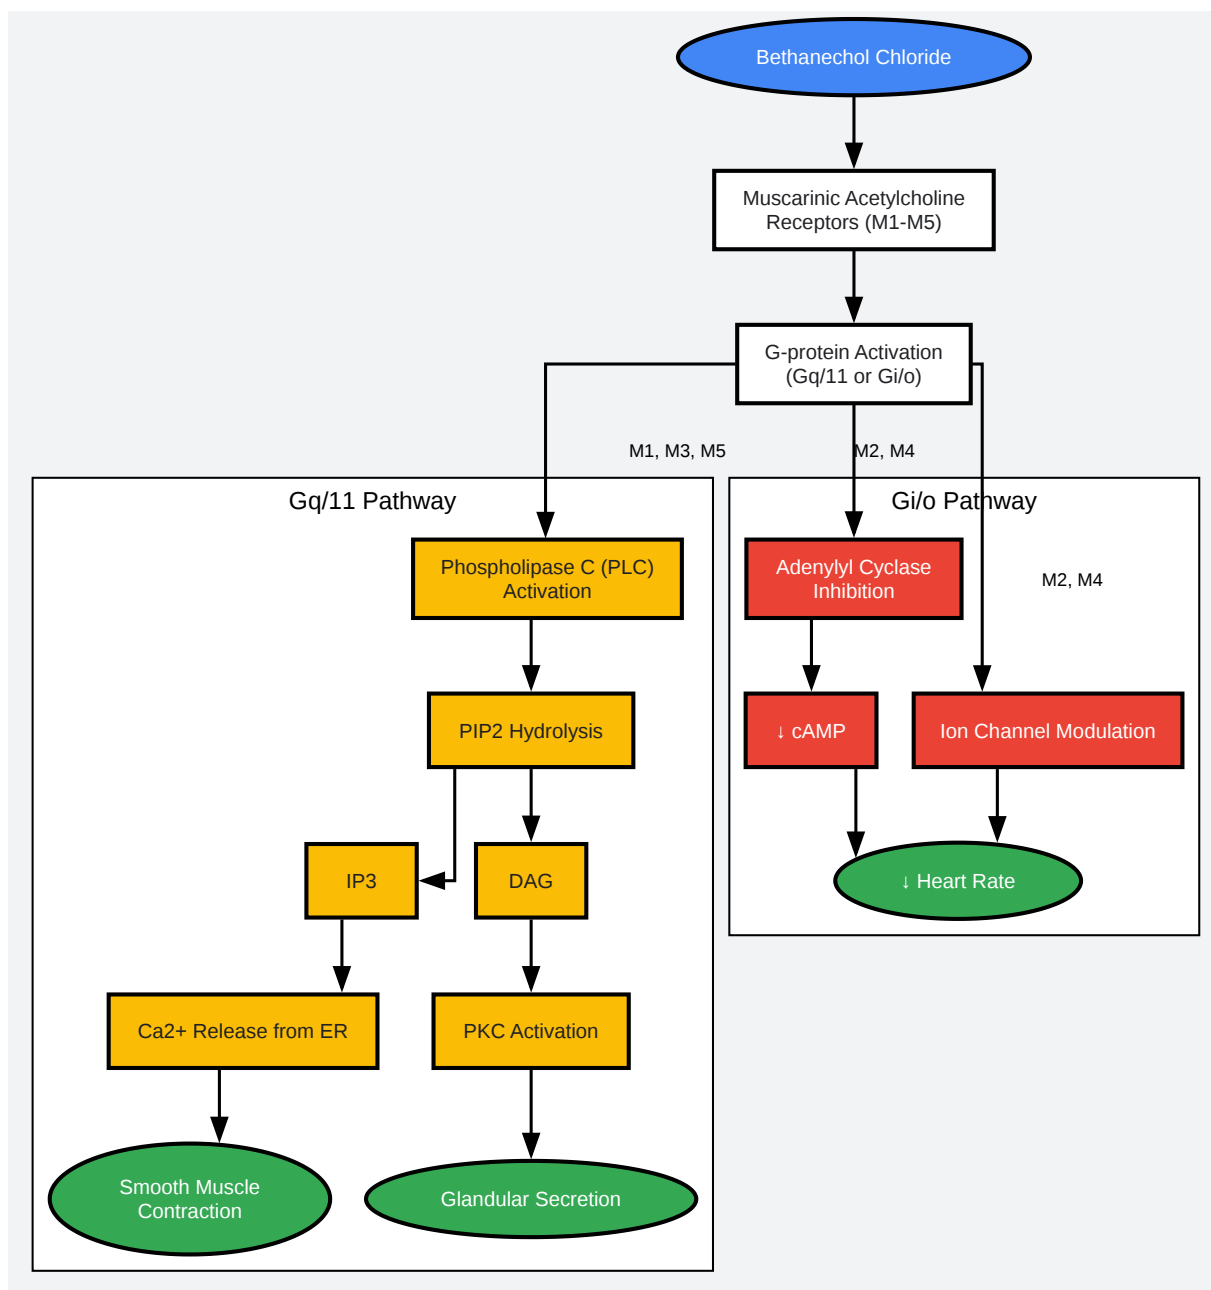 Bethanechol Chloride
Muscarinic Acetylcholine
Receptors (M1-M5)
G-protein Activation
(Gq/11 or Gi/o)
M1, M3, M5
M2, M4
Gq/11 Pathway
Gi/o Pathway
Phospholipase C (PLC)
Activation
Adenylyl Cyclase
Inhibition
M2, M4
PIP2 Hydrolysis
↓ cAMP
Ion Channel Modulation
IP3
DAG
↓ Heart Rate
Ca2+ Release from ER
PKC Activation
Smooth Muscle
Contraction
Glandular Secretion